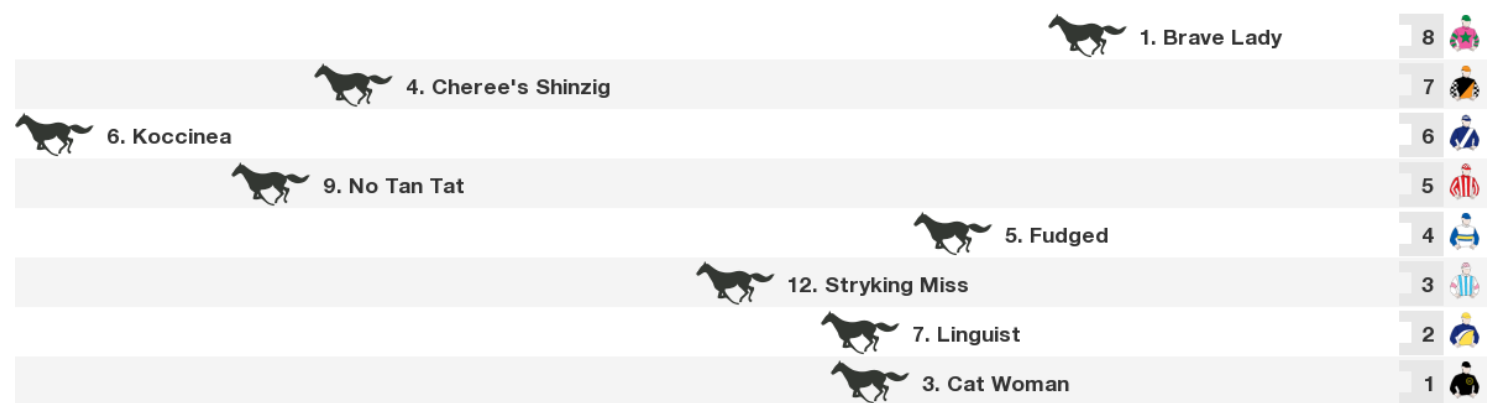 1. Brave Lady 8
4. Cheree's Shinzig 7
6. Koccinea 6
9. No Tan Tat 5
5. Fudged 4
12. Stryking Miss 3
7. Linguist 2
3. Cat Woman 1